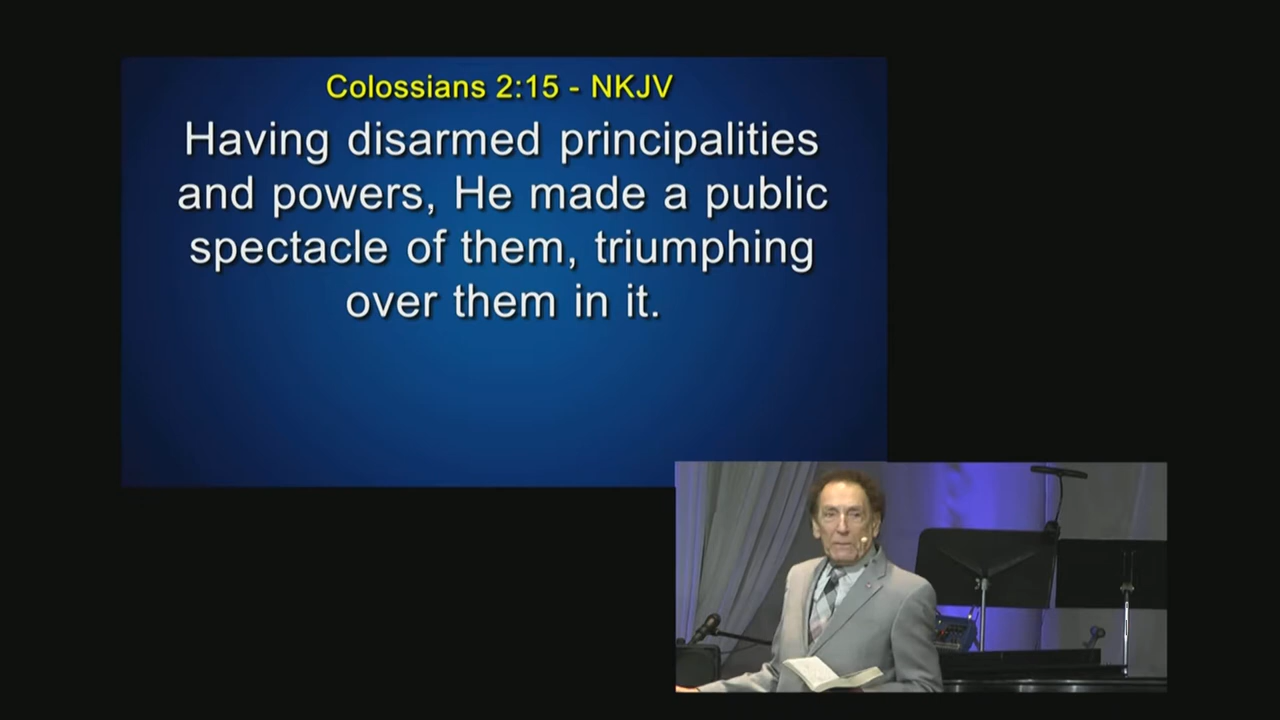 Colossians 2:15 - NKJV
Having disarmed principalities
and powers, He made a public
spectacle of them, triumphing
over them in it.